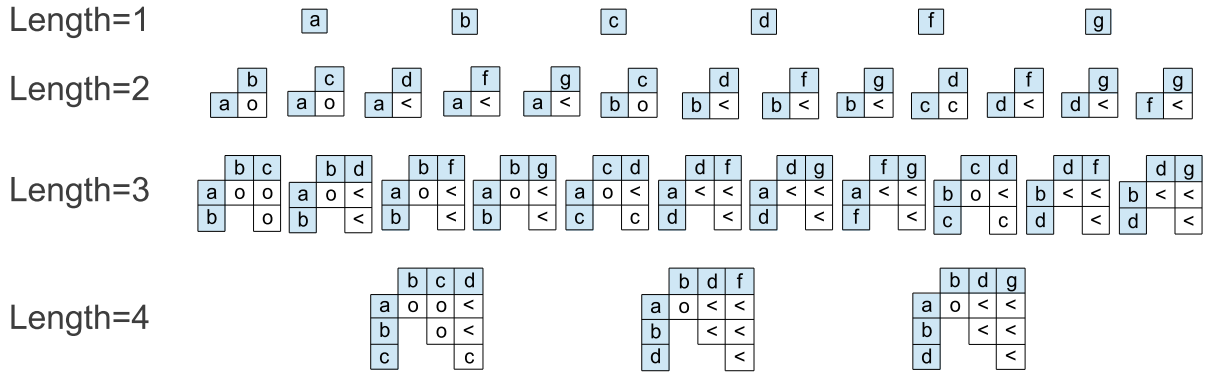 Length=1 a b c d f g
Length=2
b c d f g c d f g d f g g
a o a o a < a < a < b o b < b < b < c c d < d < f <
Length=3
b c b d b f b g c d d f d g f g c d d f d g
a o o a o < a o < a o < a o < a < < a < < a < < b o < b < < b < <
b o b < b < b < c c d < d < f < c c d < d <
Length=4
b c d b d f b d g
a o o < a o < < a o < <
b o < b < < b < <
c c d < d <